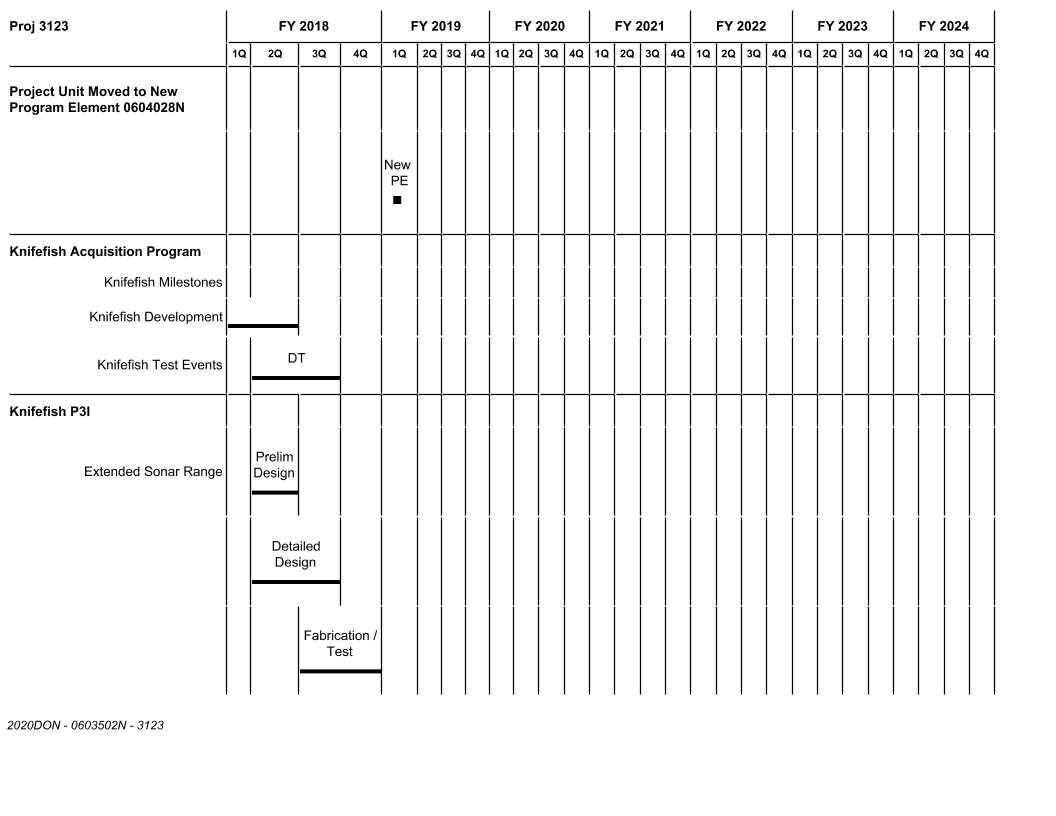 Proj 3123 FY 2018 FY 2019 FY 2020 FY 2021 FY 2022 FY 2023 FY 2024
1Q 2Q 3Q 4Q 1Q 2Q 3Q 4Q 1Q 2Q 3Q 4Q 1Q 2Q 3Q 4Q 1Q 2Q 3Q 4Q 1Q 2Q 3Q 4Q 1Q 2Q 3Q 4Q
Project Unit Moved to New
Program Element 0604028N
New
PE
Knifefish Acquisition Program
Knifefish Milestones
Knifefish Development
Knifefish Test Events DT
Knifefish P3I
Extended Sonar Range
Prelim
Design
Detailed
Design
Fabrication /
Test
2020DON - 0603502N - 3123